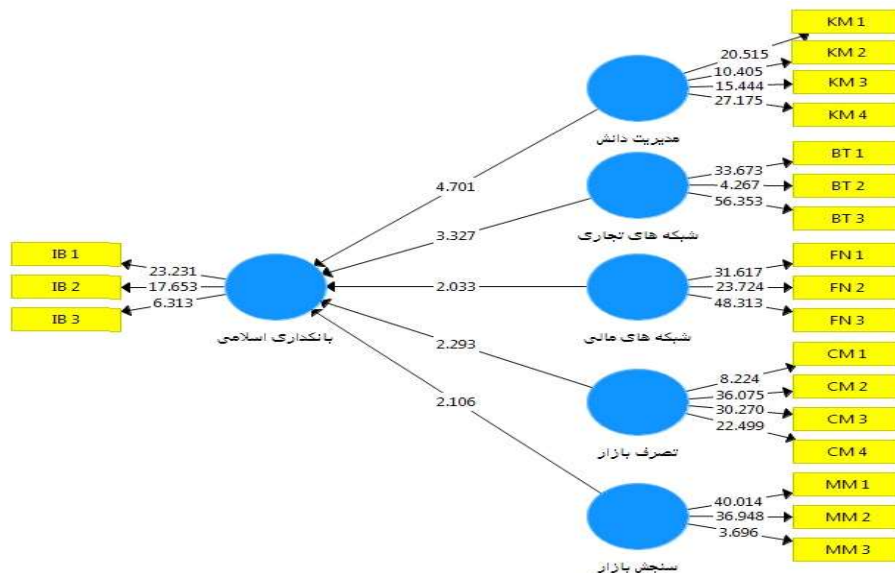 KM 1
20.515
KM 2
10.405
KM 3
15.444
KM 4
27.175
مدیریت دانش
4.701
BT 1
33.673
BT 2
4.267
BT 3
56.353
شبکه های تجاری
3.327
IB 1
23.231
IB 2
17.653
IB 3
6.313
بانکداری اسلامی
FN 1
31.617
FN 2
23.724
FN 3
48.313
شبکه های مالی
2.033
CM 1
8.224
CM 2
36.075
CM 3
30.270
CM 4
22.499
تصرف بازار
2.293
MM 1
40.014
MM 2
36.948
MM 3
3.696
سنجش بازار
2.106